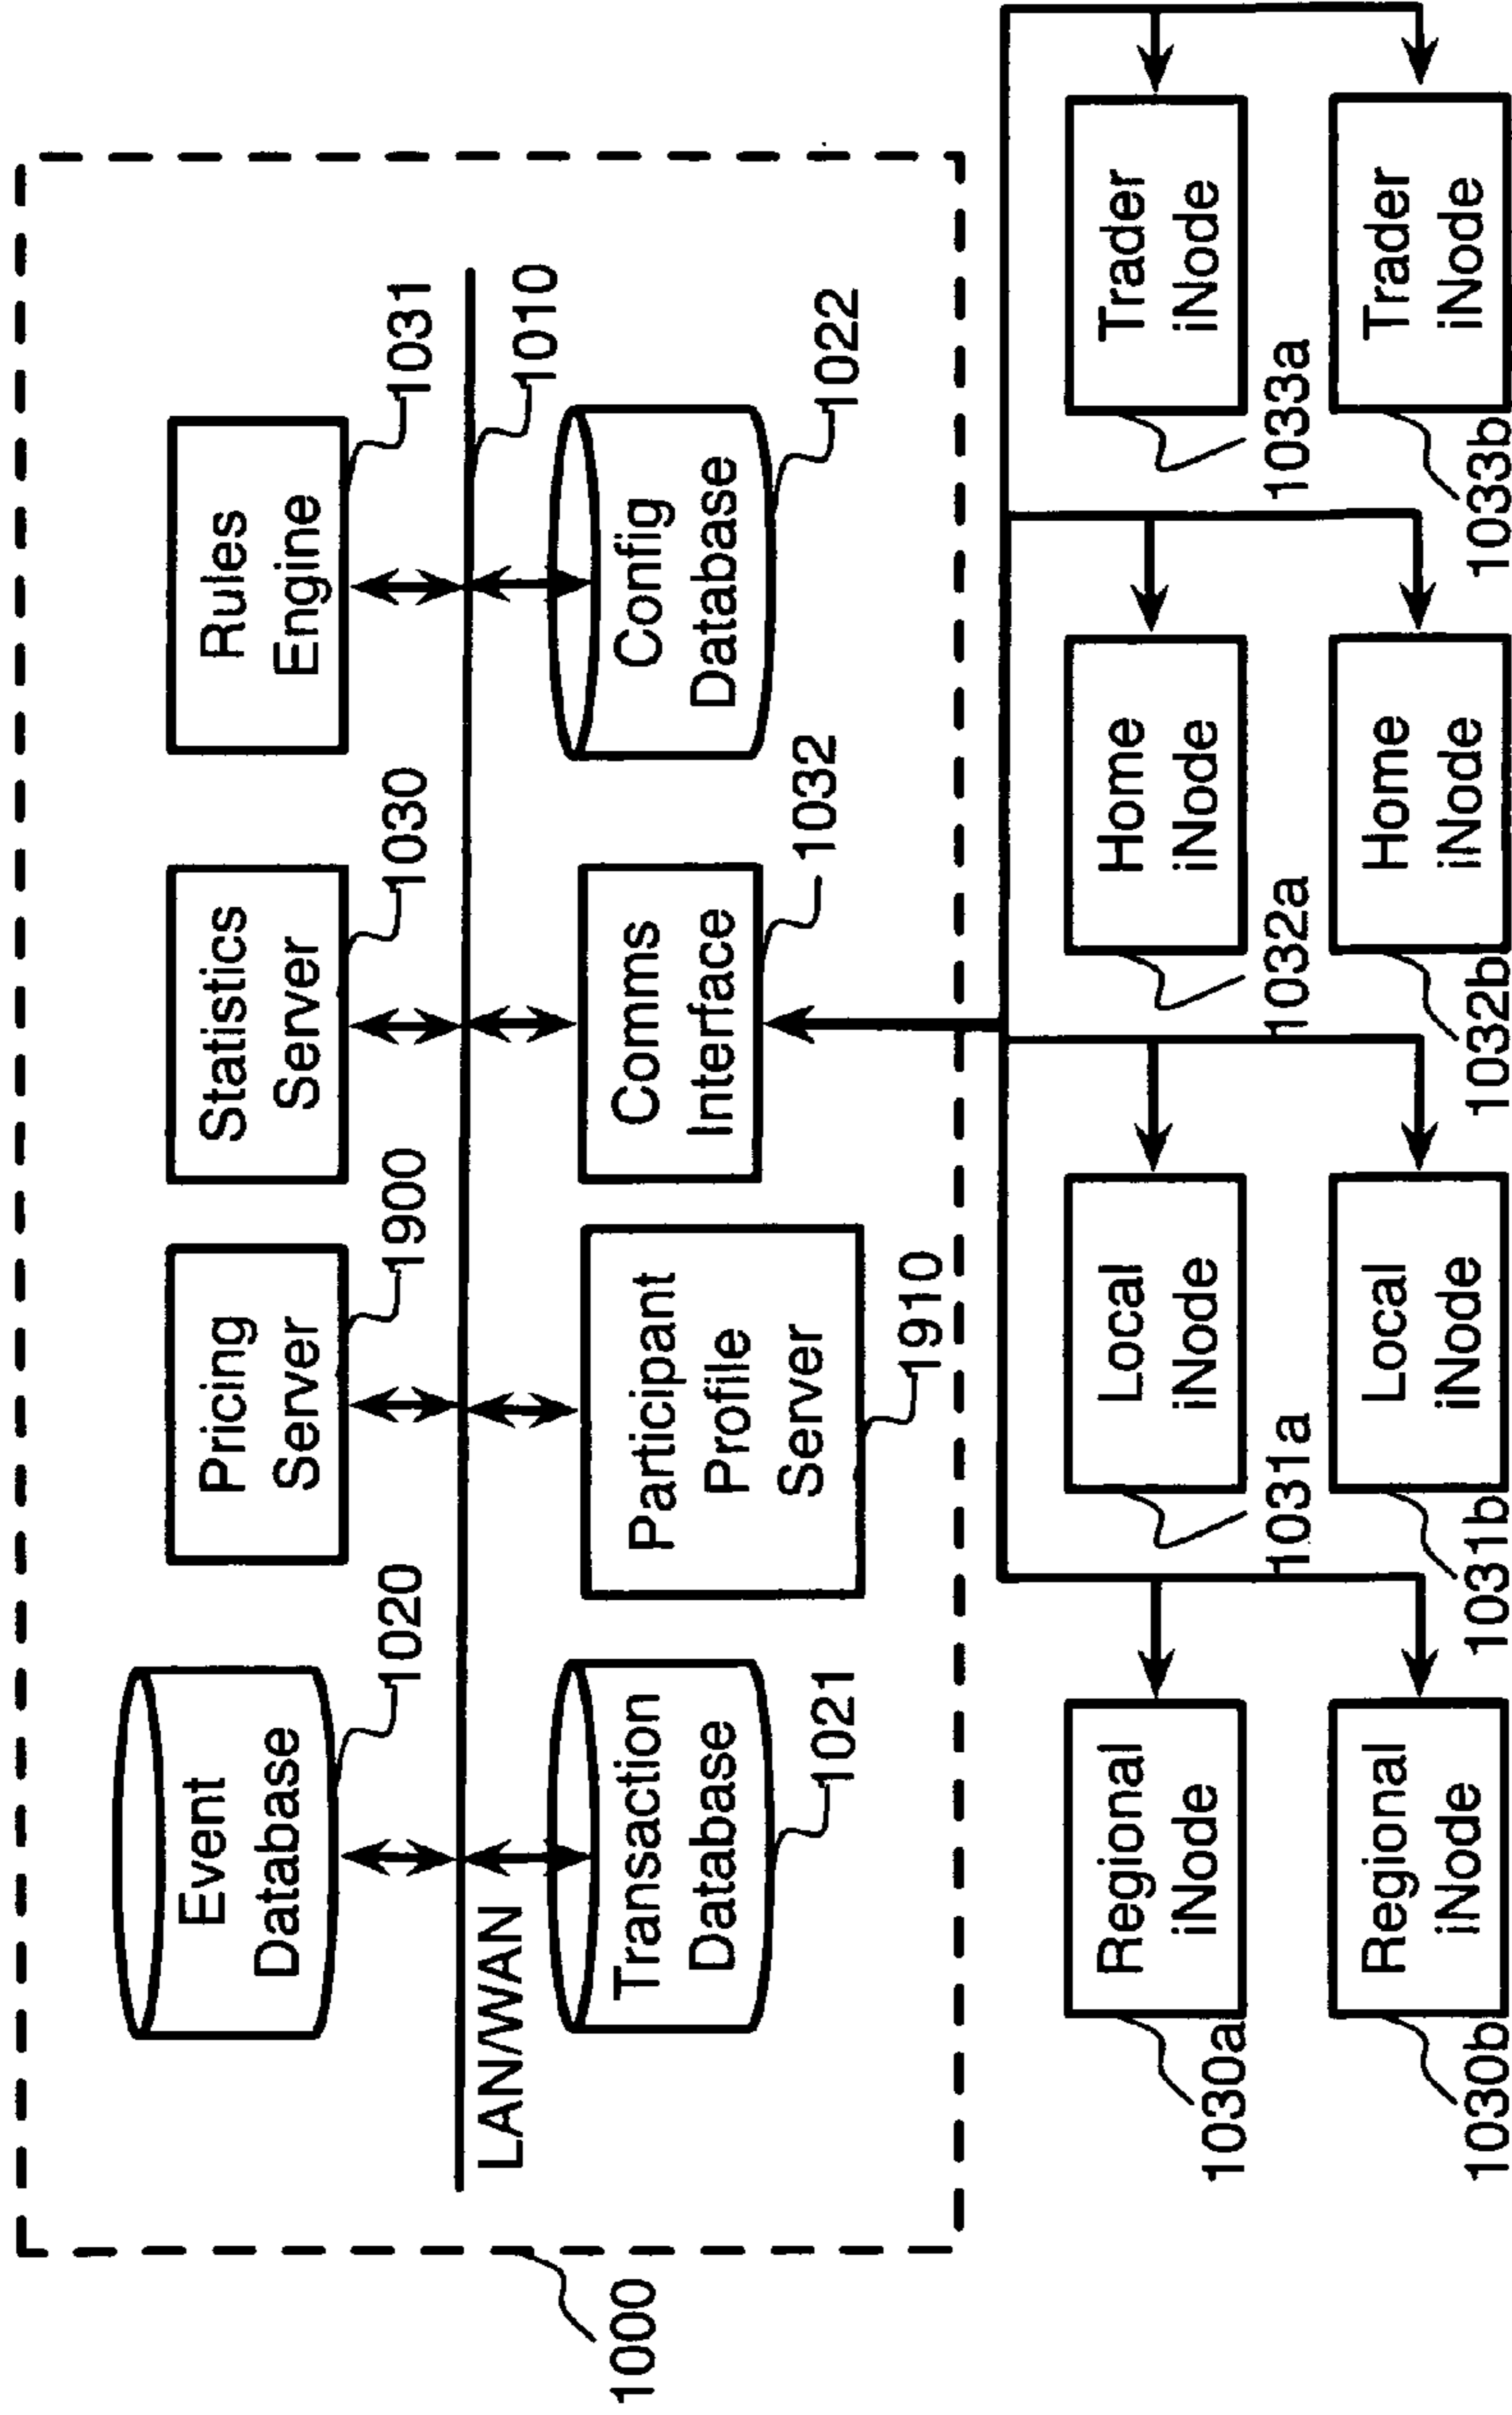 Event
Database
1020
Pricing
Server
1900
Statistics
Server
1030
Rules
Engine
1031
LAN/WAN
1010
Transaction
Database
1021
Participant
Profile
Server
1910
Comms
Interface
1032
Config
Database
1022
1000
Regional
iNode
1030a
Local
iNode
1031a
Home
iNode
1032a
Trader
iNode
1033a
Regional
iNode
1030b
Local
iNode
1031b
Home
iNode
1032b
Trader
iNode
1033b